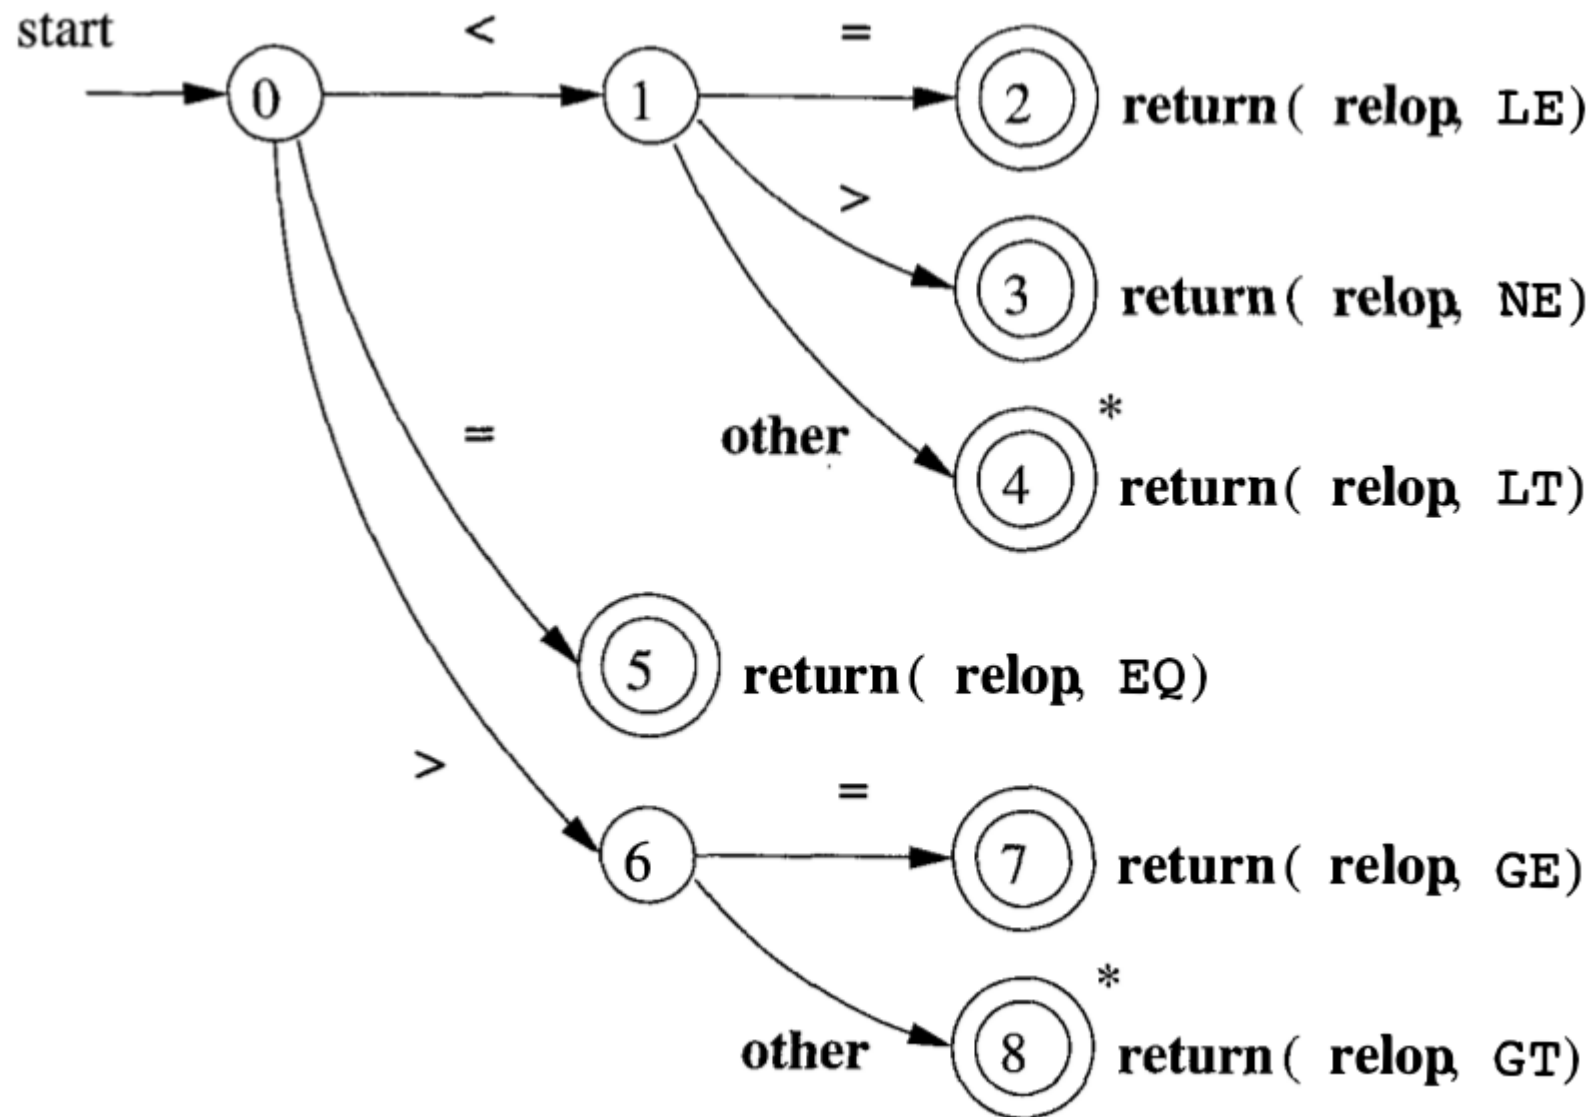 start
<
=
0
1
2
return( relop, LE)
>
3
return( relop, NE)
*
=
other
4
return( relop, LT)
5
return( relop, EQ)
>
=
6
7
return( relop, GE)
*
other
8
return( relop, GT)